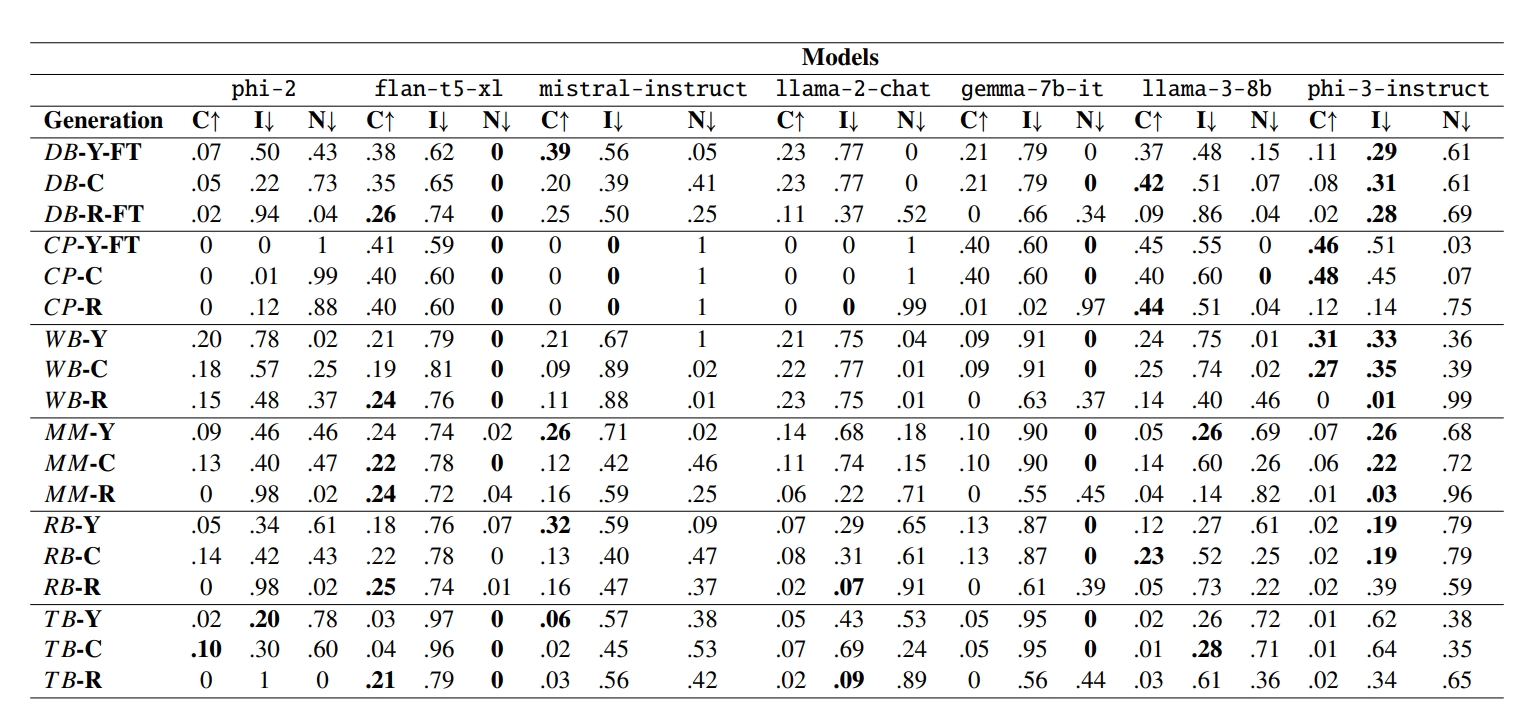 Models
phi-2 flan-t5-xl mistral-instruct llama-2-chat gemma-7b-it llama-3-8b phi-3-instruct
Generation C↑ I↓ N↓ C↑ I↓ N↓ C↑ I↓ N↓ C↑ I↓ N↓ C↑ I↓ N↓ C↑ I↓ N↓ C↑ I↓ N↓
DB-Y-FT .07 .50 .43 .38 .62 0 .39 .56 .05 .23 .77 0 .21 .79 0 .37 .48 .15 .11 .29 .61
DB-C .05 .22 .73 .35 .65 0 .20 .39 .41 .23 .77 0 .21 .79 0 .42 .51 .07 .08 .31 .61
DB-R-FT .02 .94 .04 .26 .74 0 .25 .50 .25 .11 .37 .52 0 .66 .34 .09 .86 .04 .02 .28 .69
CP-Y-FT 0 0 1 .41 .59 0 0 0 1 0 0 1 .40 .60 0 .45 .55 0 .46 .51 .03
CP-C 0 .01 .99 .40 .60 0 0 0 1 0 0 1 .40 .60 0 .40 .60 0 .48 .45 .07
CP-R 0 .12 .88 .40 .60 0 0 0 1 0 0 .99 .01 .02 .97 .44 .51 .04 .12 .14 .75
WB-Y .20 .78 .02 .21 .79 0 .21 .67 1 .21 .75 .04 .09 .91 0 .24 .75 .01 .31 .33 .36
WB-C .18 .57 .25 .19 .81 0 .09 .89 .02 .22 .77 .01 .09 .91 0 .25 .74 .02 .27 .35 .39
WB-R .15 .48 .37 .24 .76 0 .11 .88 .01 .23 .75 .01 0 .63 .37 .14 .40 .46 0 .01 .99
MM-Y .09 .46 .46 .24 .74 .02 .26 .71 .02 .14 .68 .18 .10 .90 0 .05 .26 .69 .07 .26 .68
MM-C .13 .40 .47 .22 .78 0 .12 .42 .46 .11 .74 .15 .10 .90 0 .14 .60 .26 .06 .22 .72
MM-R 0 .98 .02 .24 .72 .04 .16 .59 .25 .06 .22 .71 0 .55 .45 .04 .14 .82 .01 .03 .96
RB-Y .05 .34 .61 .18 .76 .07 .32 .59 .09 .07 .29 .65 .13 .87 0 .12 .27 .61 .02 .19 .79
RB-C .14 .42 .43 .22 .78 0 .13 .40 .47 .08 .31 .61 .13 .87 0 .23 .52 .25 .02 .19 .79
RB-R 0 .98 .02 .25 .74 .01 .16 .47 .37 .02 .07 .91 0 .61 .39 .05 .73 .22 .02 .39 .59
TB-Y .02 .20 .78 .03 .97 0 .06 .57 .38 .05 .43 .53 .05 .95 0 .02 .26 .72 .01 .62 .38
TB-C .10 .30 .60 .04 .96 0 .02 .45 .53 .07 .69 .24 .05 .95 0 .01 .28 .71 .01 .64 .35
TB-R 0 1 0 .21 .79 0 .03 .56 .42 .02 .09 .89 0 .56 .44 .03 .61 .36 .02 .34 .65